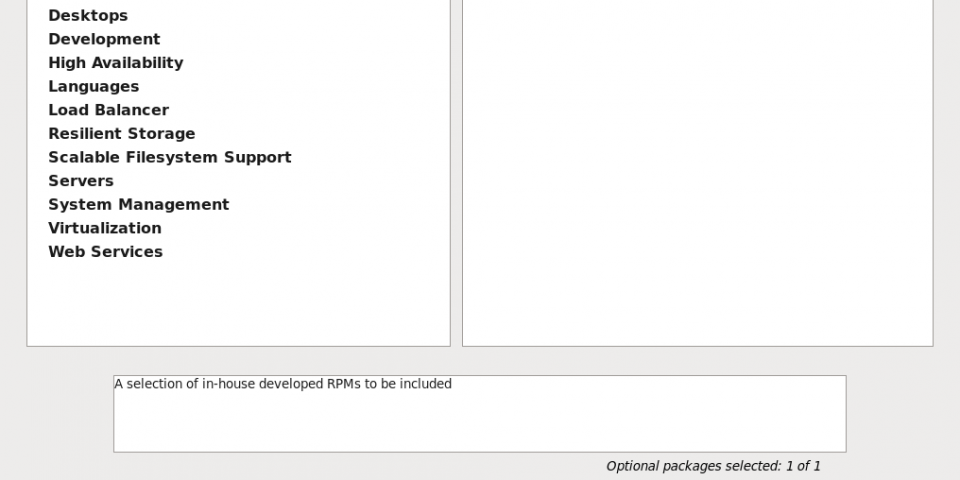 Desktops
Development
High Availability
Languages
Load Balancer
Resilient Storage
Scalable Filesystem Support
Servers
System Management
Virtualization
Web Services
A selection of in-house developed RPMs to be included
Optional packages selected: 1 of 1